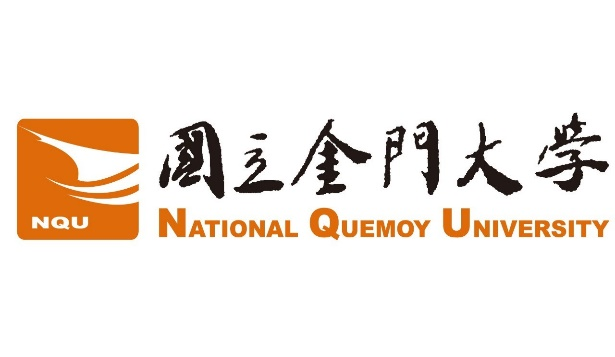 國立金門大學
NQU
NATIONAL QUEMOY UNIVERSITY